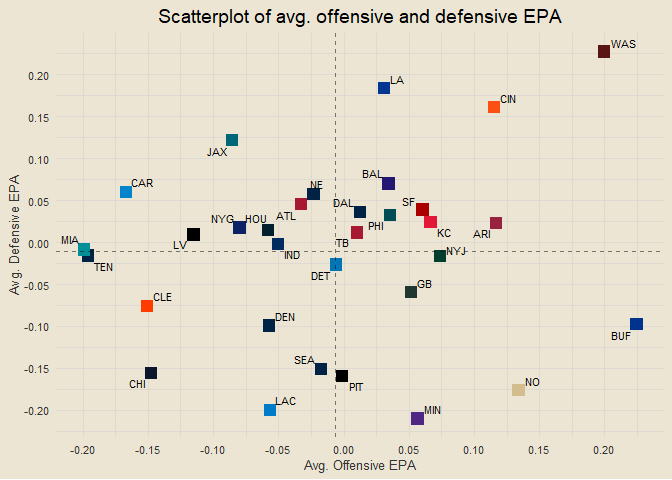 Scatterplot of avg. offensive and defensive EPA
WAS
LA
CIN
JAX
CAR
BAL
NE
DAL
SF
NYG
HOU
ATL
PHI
KC
ARI
MIA
LV
IND
TB
NYJ
TEN
DET
GB
CLE
DEN
BUF
SEA
CHI
PIT
NO
LAC
MIN
Avg. Defensive EPA
0.20
0.15
0.10
0.05
0.00
-0.05
-0.10
-0.15
-0.20
-0.20
-0.15
-0.10
-0.05
0.00
0.05
0.10
0.15
0.20
Avg. Offensive EPA